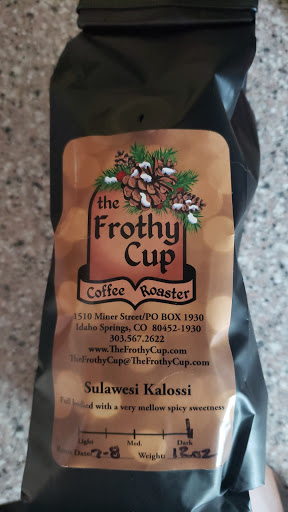 the
Frothy
Cup
Coffee Roaster
1510 Miner Street/PO BOX 1930
Idaho Springs, CO 80452-1930
303.567.2622
www.TheFrothyCup.com
TheFrothyCup@TheFrothyCup.com
Sulawesi Kalossi
Full bodied with a very mellow spicy sweetness
Light Med. Dark
Roast Date: 7-8 Weight: 12oz